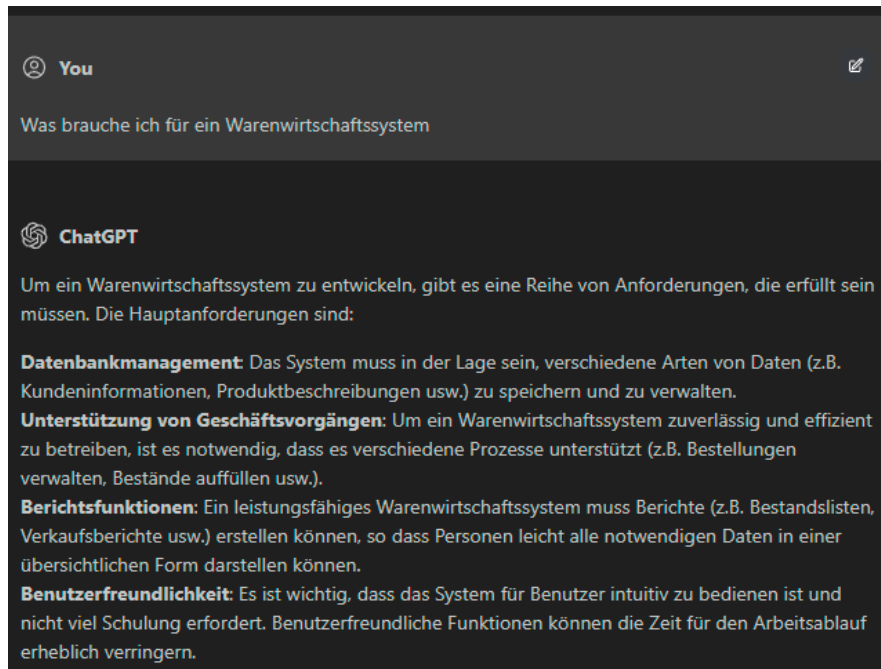 You
Was brauche ich für ein Warenwirtschaftssystem
ChatGPT
Um ein Warenwirtschaftssystem zu entwickeln, gibt es eine Reihe von Anforderungen, die erfüllt sein
müssen. Die Hauptanforderungen sind:
Datenbankmanagement: Das System muss in der Lage sein, verschiedene Arten von Daten (z.B.
Kundeninformationen, Produktbeschreibungen usw.) zu speichern und zu verwalten.
Unterstützung von Geschäftsvorgängen: Um ein Warenwirtschaftssystem zuverlässig und effizient
zu betreiben, ist es notwendig, dass es verschiedene Prozesse unterstützt (z.B. Bestellungen
verwalten, Bestände auffüllen usw.).
Berichtsfunktionen: Ein leistungsfähiges Warenwirtschaftssystem muss Berichte (z.B. Bestandslisten,
Verkaufsberichte usw.) erstellen können, so dass Personen leicht alle notwendigen Daten in einer
übersichtlichen Form darstellen können.
Benutzerfreundlichkeit: Es ist wichtig, dass das System für Benutzer intuitiv zu bedienen ist und
nicht viel Schulung erfordert. Benutzerfreundliche Funktionen können die Zeit für den Arbeitsablauf
erheblich verringern.